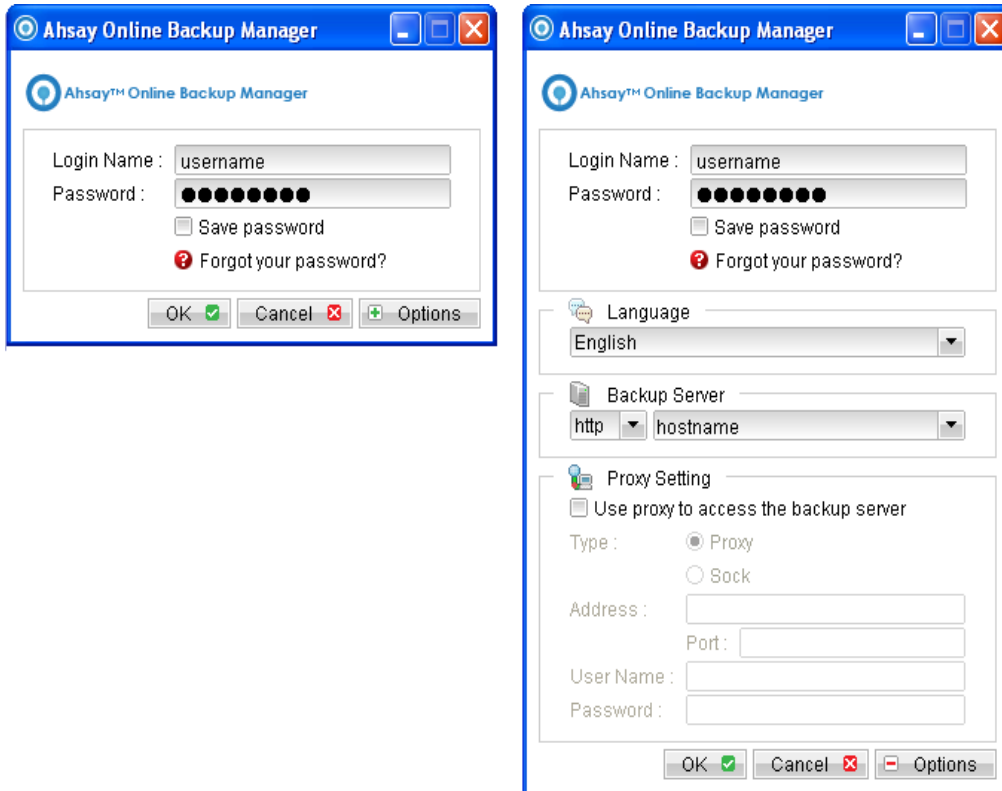 Ahsay Online Backup Manager
Ahsay™ Online Backup Manager
Login Name : username
Password : ●●●●●●●●
Save password
Forgot your password?
OK Cancel Options
Ahsay Online Backup Manager
Ahsay™ Online Backup Manager
Login Name : username
Password : ●●●●●●●●
Save password
Forgot your password?
Language
English
Backup Server
http hostname
Proxy Setting
Use proxy to access the backup server
Type : Proxy
Sock
Address :
Port :
User Name :
Password :
OK Cancel Options